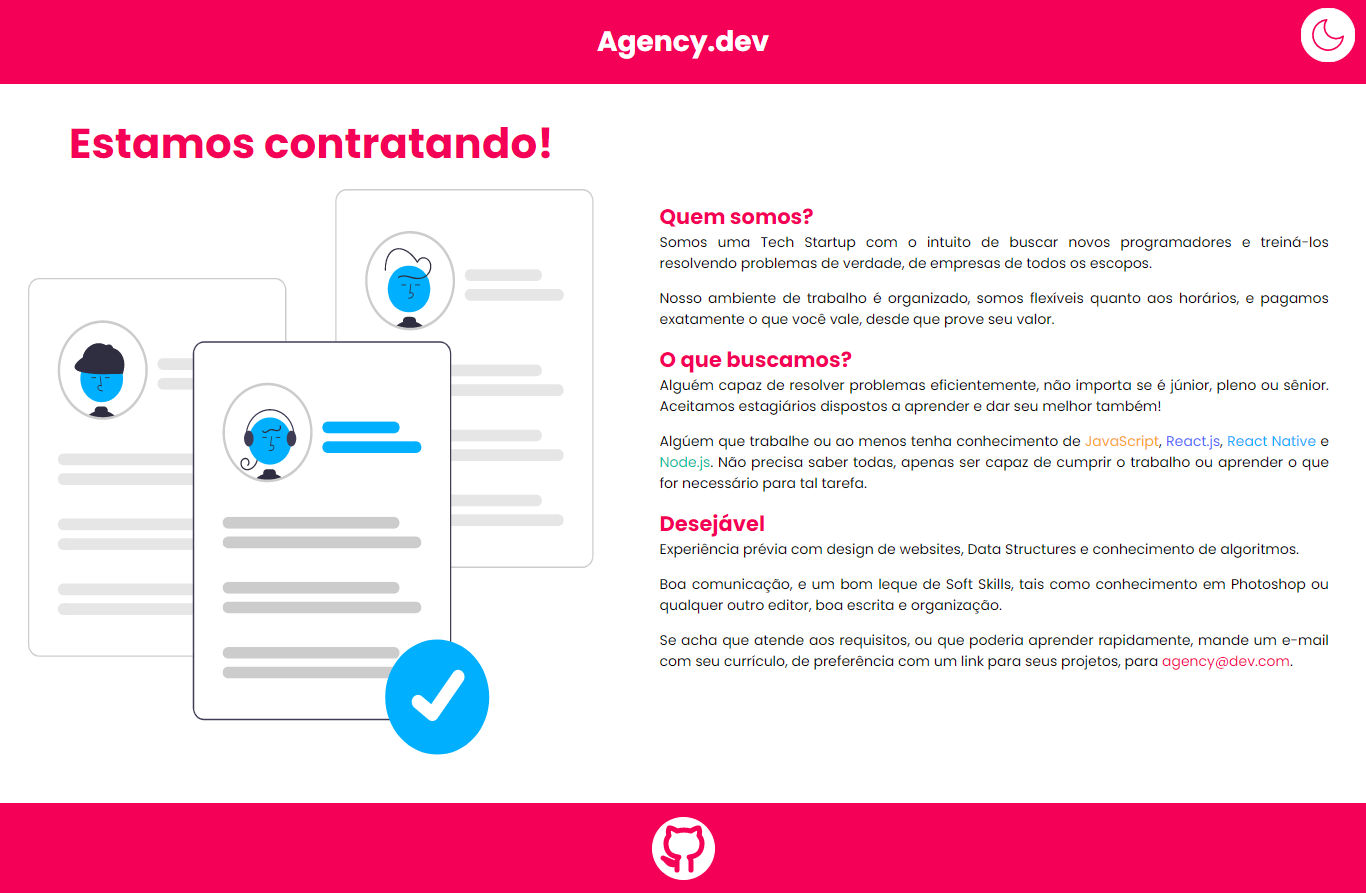 Agency.dev
Estamos contratando!
Quem somos?
Somos uma Tech Startup com o intuito de buscar novos programadores e treiná-los
resolvendo problemas de verdade, de empresas de todos os escopos.
Nosso ambiente de trabalho é organizado, somos flexíveis quanto aos horários, e pagamos
exatamente o que você vale, desde que prove seu valor.
O que buscamos?
Alguém capaz de resolver problemas eficientemente, não importa se é júnior, pleno ou sênior.
Aceitamos estagiários dispostos a aprender e dar seu melhor também!
Algúem que trabalhe ou ao menos tenha conhecimento de JavaScript, React.js, React Native e
Node.js. Não precisa saber todas, apenas ser capaz de cumprir o trabalho ou aprender o que
for necessário para tal tarefa.
Desejável
Experiência prévia com design de websites, Data Structures e conhecimento de algoritmos.
Boa comunicação, e um bom leque de Soft Skills, tais como conhecimento em Photoshop ou
qualquer outro editor, boa escrita e organização.
Se acha que atende aos requisitos, ou que poderia aprender rapidamente, mande um e-mail
com seu currículo, de preferência com um link para seus projetos, para agency@dev.com.